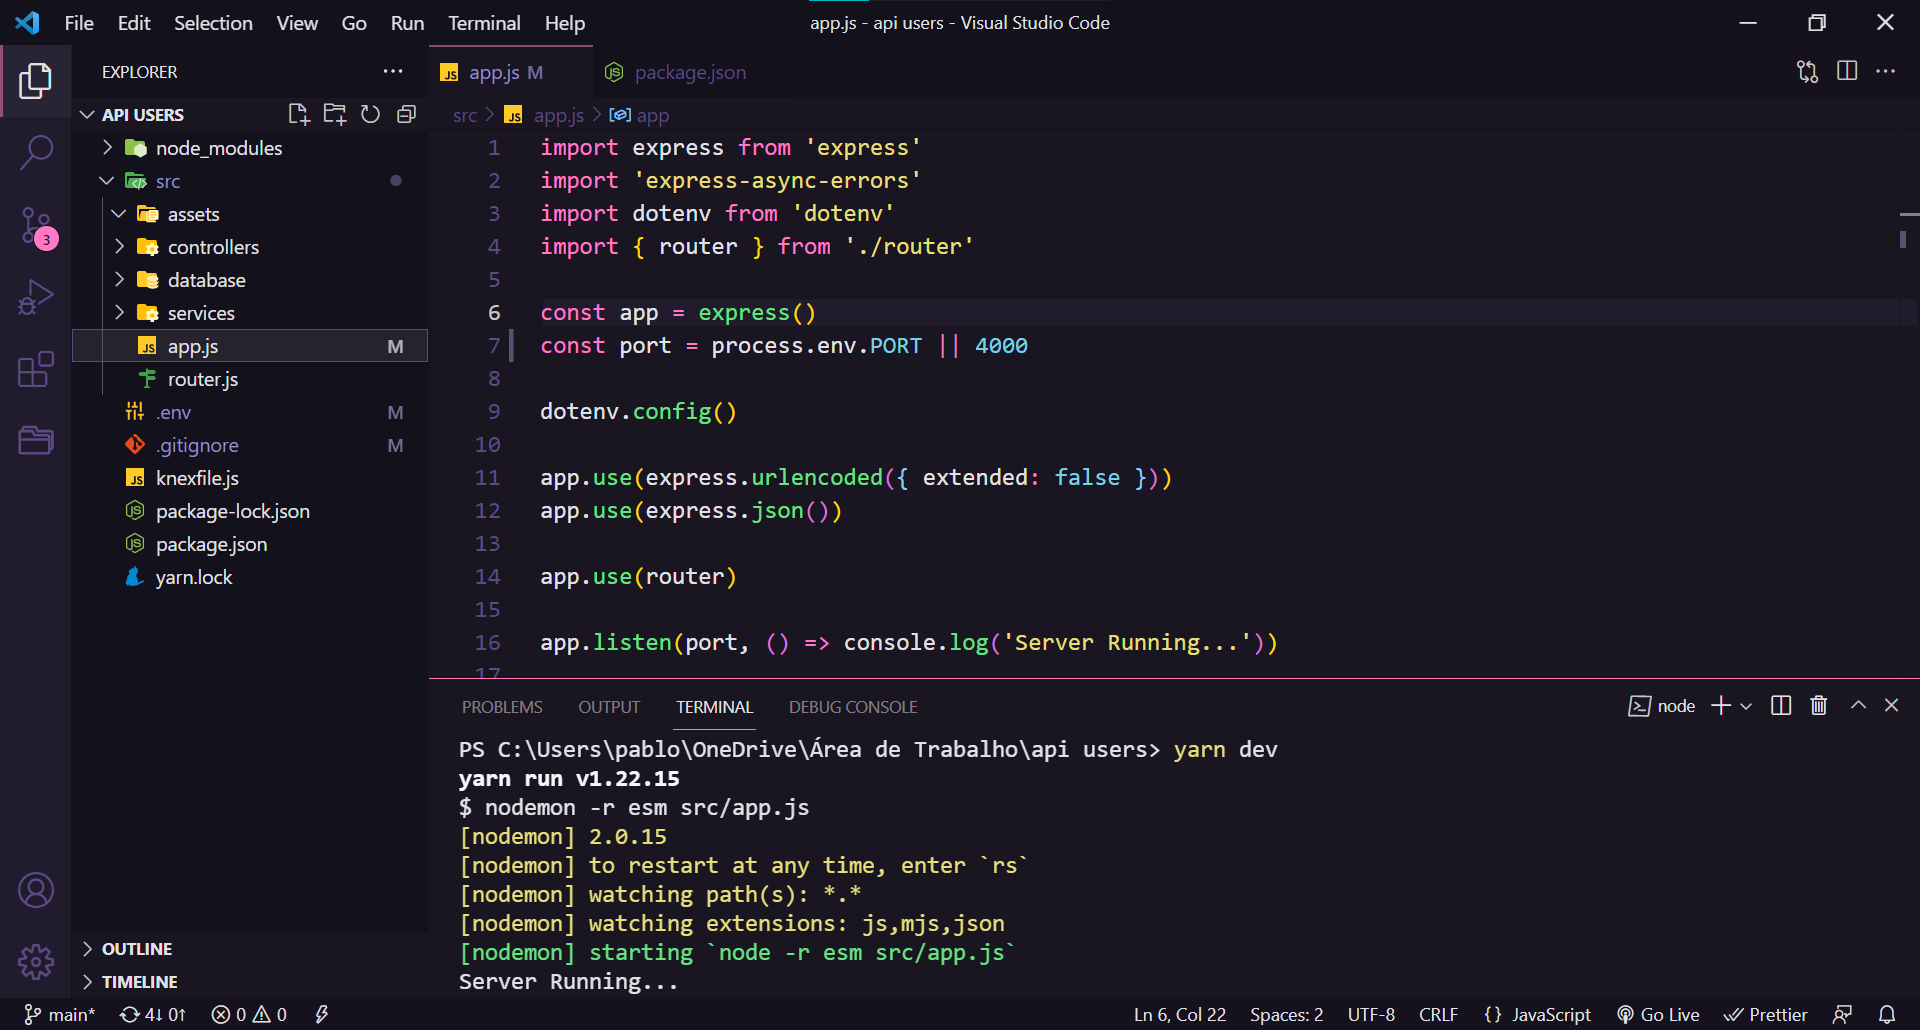 File Edit Selection View Go Run Terminal Help
app.js - api users - Visual Studio Code
EXPLORER
API USERS
node_modules
src
assets
controllers
database
services
app.js M
router.js
.env M
.gitignore M
knexfile.js
package-lock.json
package.json
yarn.lock
OUTLINE
TIMELINE
3
JS app.js M
JS package.json
src > JS app.js > app
1 import express from 'express'
2 import 'express-async-errors'
3 import dotenv from 'dotenv'
4 import { router } from './router'
5
6 const app = express()
7 const port = process.env.PORT || 4000
8
9 dotenv.config()
10
11 app.use(express.urlencoded({ extended: false }))
12 app.use(express.json())
13
14 app.use(router)
15
16 app.listen(port, () => console.log('Server Running...'))
17
PROBLEMS OUTPUT TERMINAL DEBUG CONSOLE
node
PS C:\Users\pablo\OneDrive\Área de Trabalho\api users> yarn dev
yarn run v1.22.15
$ nodemon -r esm src/app.js
[nodemon] 2.0.15
[nodemon] to restart at any time, enter `rs`
[nodemon] watching path(s): *.*
[nodemon] watching extensions: js,mjs,json
[nodemon] starting `node -r esm src/app.js`
Server Running...
main* 4↓ 0↑ 0 0
Ln 6, Col 22 Spaces: 2 UTF-8 CRLF {} JavaScript Go Live Prettier